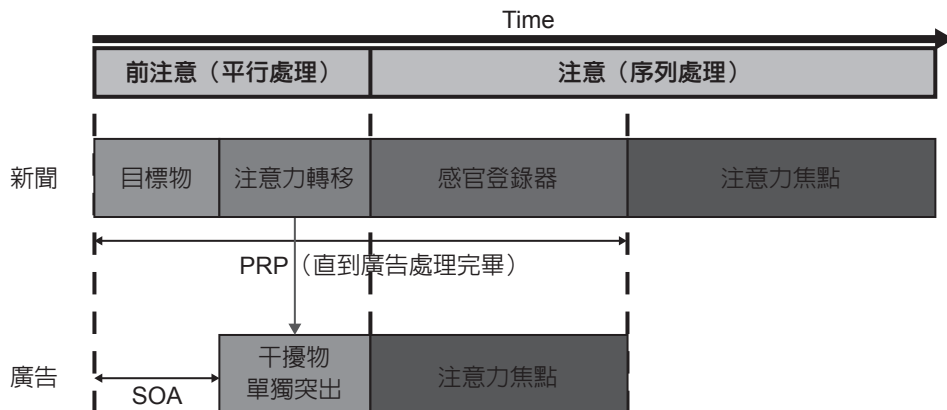 Time
前注意（平行處理） 注意（序列處理）
新聞 目標物 注意力轉移 感官登錄器 注意力焦點
PRP（直到廣告處理完畢）
廣告 干擾物 單獨突出 注意力焦點
SOA